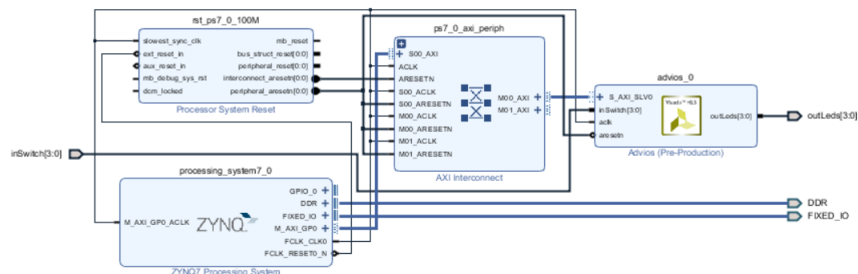 rst_ps7_0_100M
slowest_sync_clk
ext_reset_in
aux_reset_in
mb_debug_sys_rst
dcm_locked
mb_reset
bus_struct_reset[0:0]
peripheral_reset[0:0]
interconnect_aresetn[0:0]
peripheral_aresetn[0:0]
Processor System Reset
ps7_0_axi_periph
S00_AXI
ACLK
ARESETN
S00_ACLK
S00_ARESETN
M00_ACLK
M00_ARESETN
M01_ACLK
M01_ARESETN
M00_AXI
M01_AXI
AXI Interconnect
advios_0
S_AXI_SLV0
inSwitch[3:0]
aclk
aresetn
outLeds[3:0]
Advios (Pre-Production)
outLeds[3:0]
inSwitch[3:0]
processing_system7_0
M_AXI_GP0_ACLK
ZYNQ
GPIO_0
DDR
FIXED_IO
M_AXI_GP0
FCLK_CLK0
FCLK_RESET0_N
ZYNQ7 Processing System
DDR
FIXED_IO